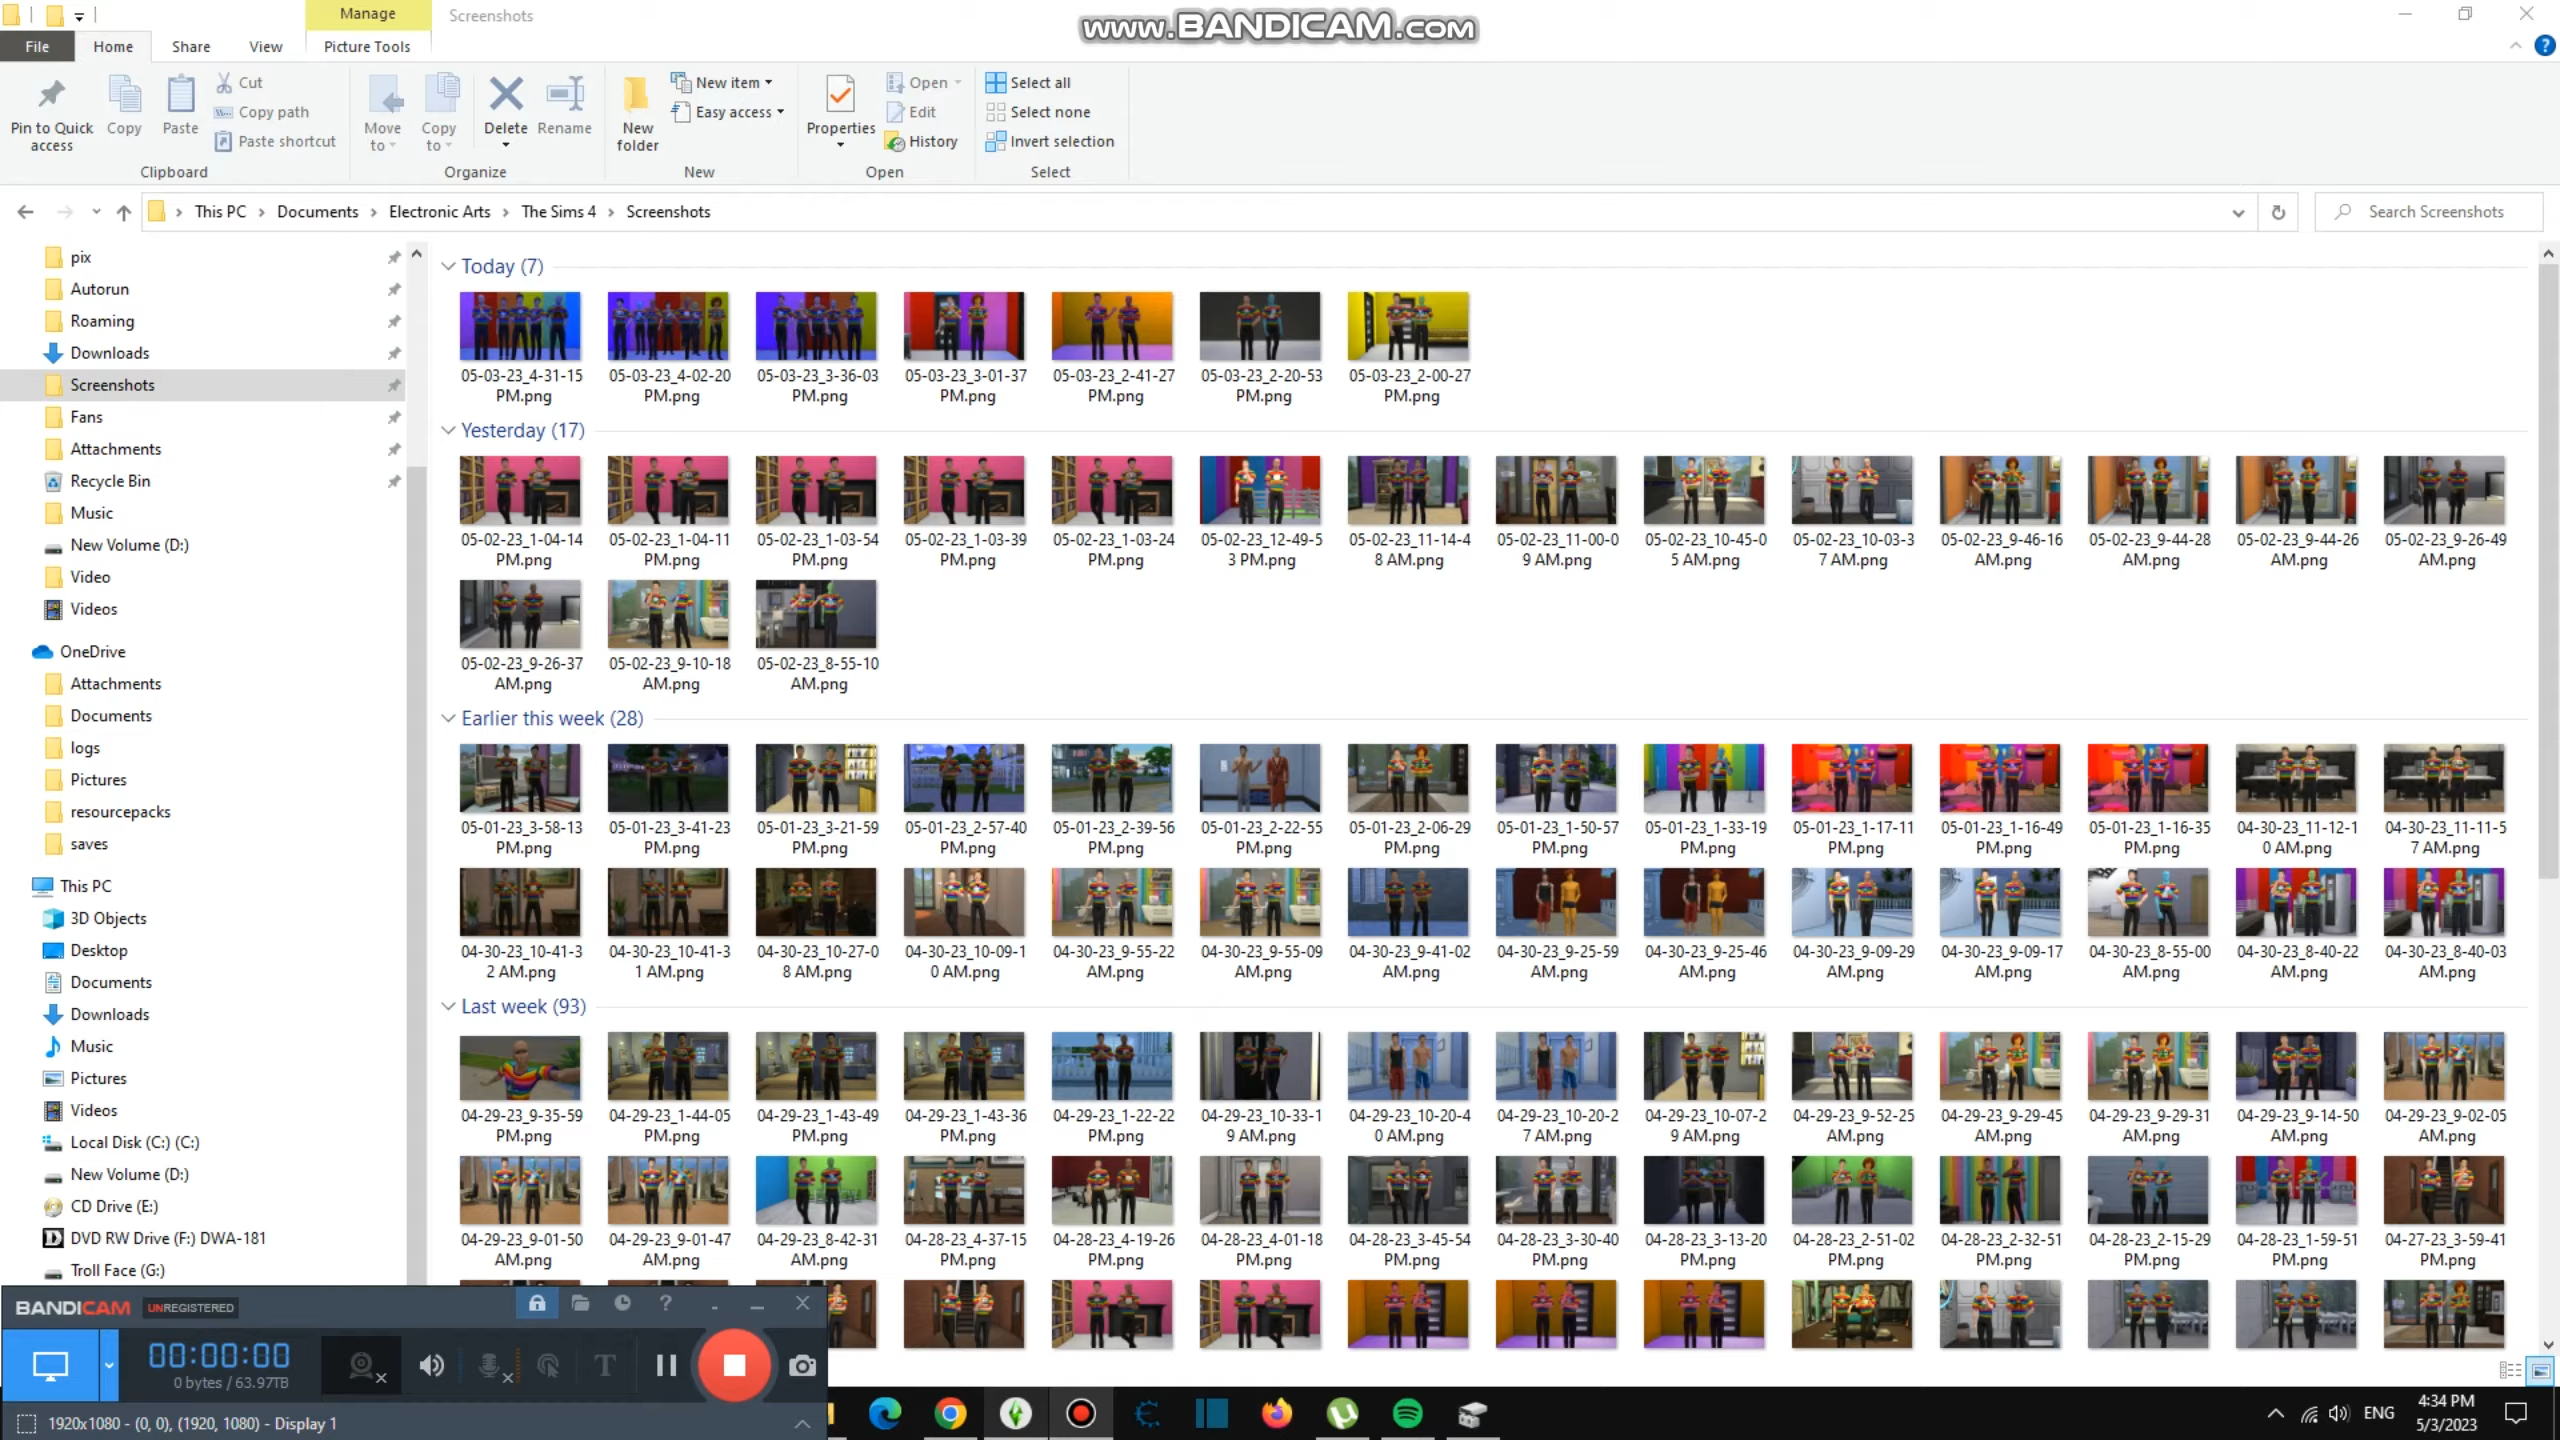 Manage
Screenshots
www.BANDICAM.com
File
Home
Share
View
Picture Tools
Pin to Quick access
Copy
Paste
Cut
Copy path
Paste shortcut
Move to
Copy to
Delete
Rename
New folder
New item
Easy access
Properties
Open
Edit
History
Select all
Select none
Invert selection
Clipboard
Organize
New
Open
Select
This PC > Documents > Electronic Arts > The Sims 4 > Screenshots
Search Screenshots
pix
Autorun
Roaming
Downloads
Screenshots
Fans
Attachments
Recycle Bin
Music
New Volume (D:)
Video
Videos
OneDrive
Attachments
Documents
logs
Pictures
resourcepacks
saves
This PC
3D Objects
Desktop
Documents
Downloads
Music
Pictures
Videos
Local Disk (C:) (C:)
New Volume (D:)
CD Drive (E:)
DVD RW Drive (F:) DWA-181
Troll Face (G:)
Today (7)
05-03-23_4-31-15 PM.png
05-03-23_4-02-20 PM.png
05-03-23_3-36-03 PM.png
05-03-23_3-01-37 PM.png
05-03-23_2-41-27 PM.png
05-03-23_2-20-53 PM.png
05-03-23_2-00-27 PM.png
Yesterday (17)
05-02-23_1-04-14 PM.png
05-02-23_1-04-11 PM.png
05-02-23_1-03-54 PM.png
05-02-23_1-03-39 PM.png
05-02-23_1-03-24 PM.png
05-02-23_12-49-53 PM.png
05-02-23_11-14-48 AM.png
05-02-23_11-00-09 AM.png
05-02-23_10-45-05 AM.png
05-02-23_10-03-37 AM.png
05-02-23_9-46-16 AM.png
05-02-23_9-44-28 AM.png
05-02-23_9-44-26 AM.png
05-02-23_9-26-49 AM.png
05-02-23_9-26-37 AM.png
05-02-23_9-10-18 AM.png
05-02-23_8-55-10 AM.png
Earlier this week (28)
05-01-23_3-58-13 PM.png
05-01-23_3-41-23 PM.png
05-01-23_3-21-59 PM.png
05-01-23_2-57-40 PM.png
05-01-23_2-39-56 PM.png
05-01-23_2-22-55 PM.png
05-01-23_2-06-29 PM.png
05-01-23_1-50-57 PM.png
05-01-23_1-33-19 PM.png
05-01-23_1-17-11 PM.png
05-01-23_1-16-49 PM.png
05-01-23_1-16-35 PM.png
04-30-23_11-12-10 AM.png
04-30-23_11-11-57 AM.png
04-30-23_10-41-32 AM.png
04-30-23_10-41-31 AM.png
04-30-23_10-27-08 AM.png
04-30-23_10-09-10 AM.png
04-30-23_9-55-22 AM.png
04-30-23_9-55-09 AM.png
04-30-23_9-41-02 AM.png
04-30-23_9-25-59 AM.png
04-30-23_9-25-46 AM.png
04-30-23_9-09-29 AM.png
04-30-23_9-09-17 AM.png
04-30-23_8-55-00 AM.png
04-30-23_8-40-22 AM.png
04-30-23_8-40-03 AM.png
Last week (93)
04-29-23_9-35-59 PM.png
04-29-23_1-44-05 PM.png
04-29-23_1-43-49 PM.png
04-29-23_1-43-36 PM.png
04-29-23_1-22-22 PM.png
04-29-23_10-33-19 AM.png
04-29-23_10-20-40 AM.png
04-29-23_10-20-27 AM.png
04-29-23_10-07-29 AM.png
04-29-23_9-52-25 AM.png
04-29-23_9-29-45 AM.png
04-29-23_9-29-31 AM.png
04-29-23_9-14-50 AM.png
04-29-23_9-02-05 AM.png
04-29-23_9-01-50 AM.png
04-29-23_9-01-47 AM.png
04-29-23_8-42-31 AM.png
04-28-23_4-37-15 PM.png
04-28-23_4-19-26 PM.png
04-28-23_4-01-18 PM.png
04-28-23_3-45-54 PM.png
04-28-23_3-30-40 PM.png
04-28-23_3-13-20 PM.png
04-28-23_2-51-02 PM.png
04-28-23_2-32-51 PM.png
04-28-23_2-15-29 PM.png
04-28-23_1-59-51 PM.png
04-27-23_3-59-41 PM.png
BANDICAM UNREGISTERED
00:00:00
0 bytes / 63.97TB
1920x1080 - (0, 0), (1920, 1080) - Display 1
ENG
4:34 PM
5/3/2023